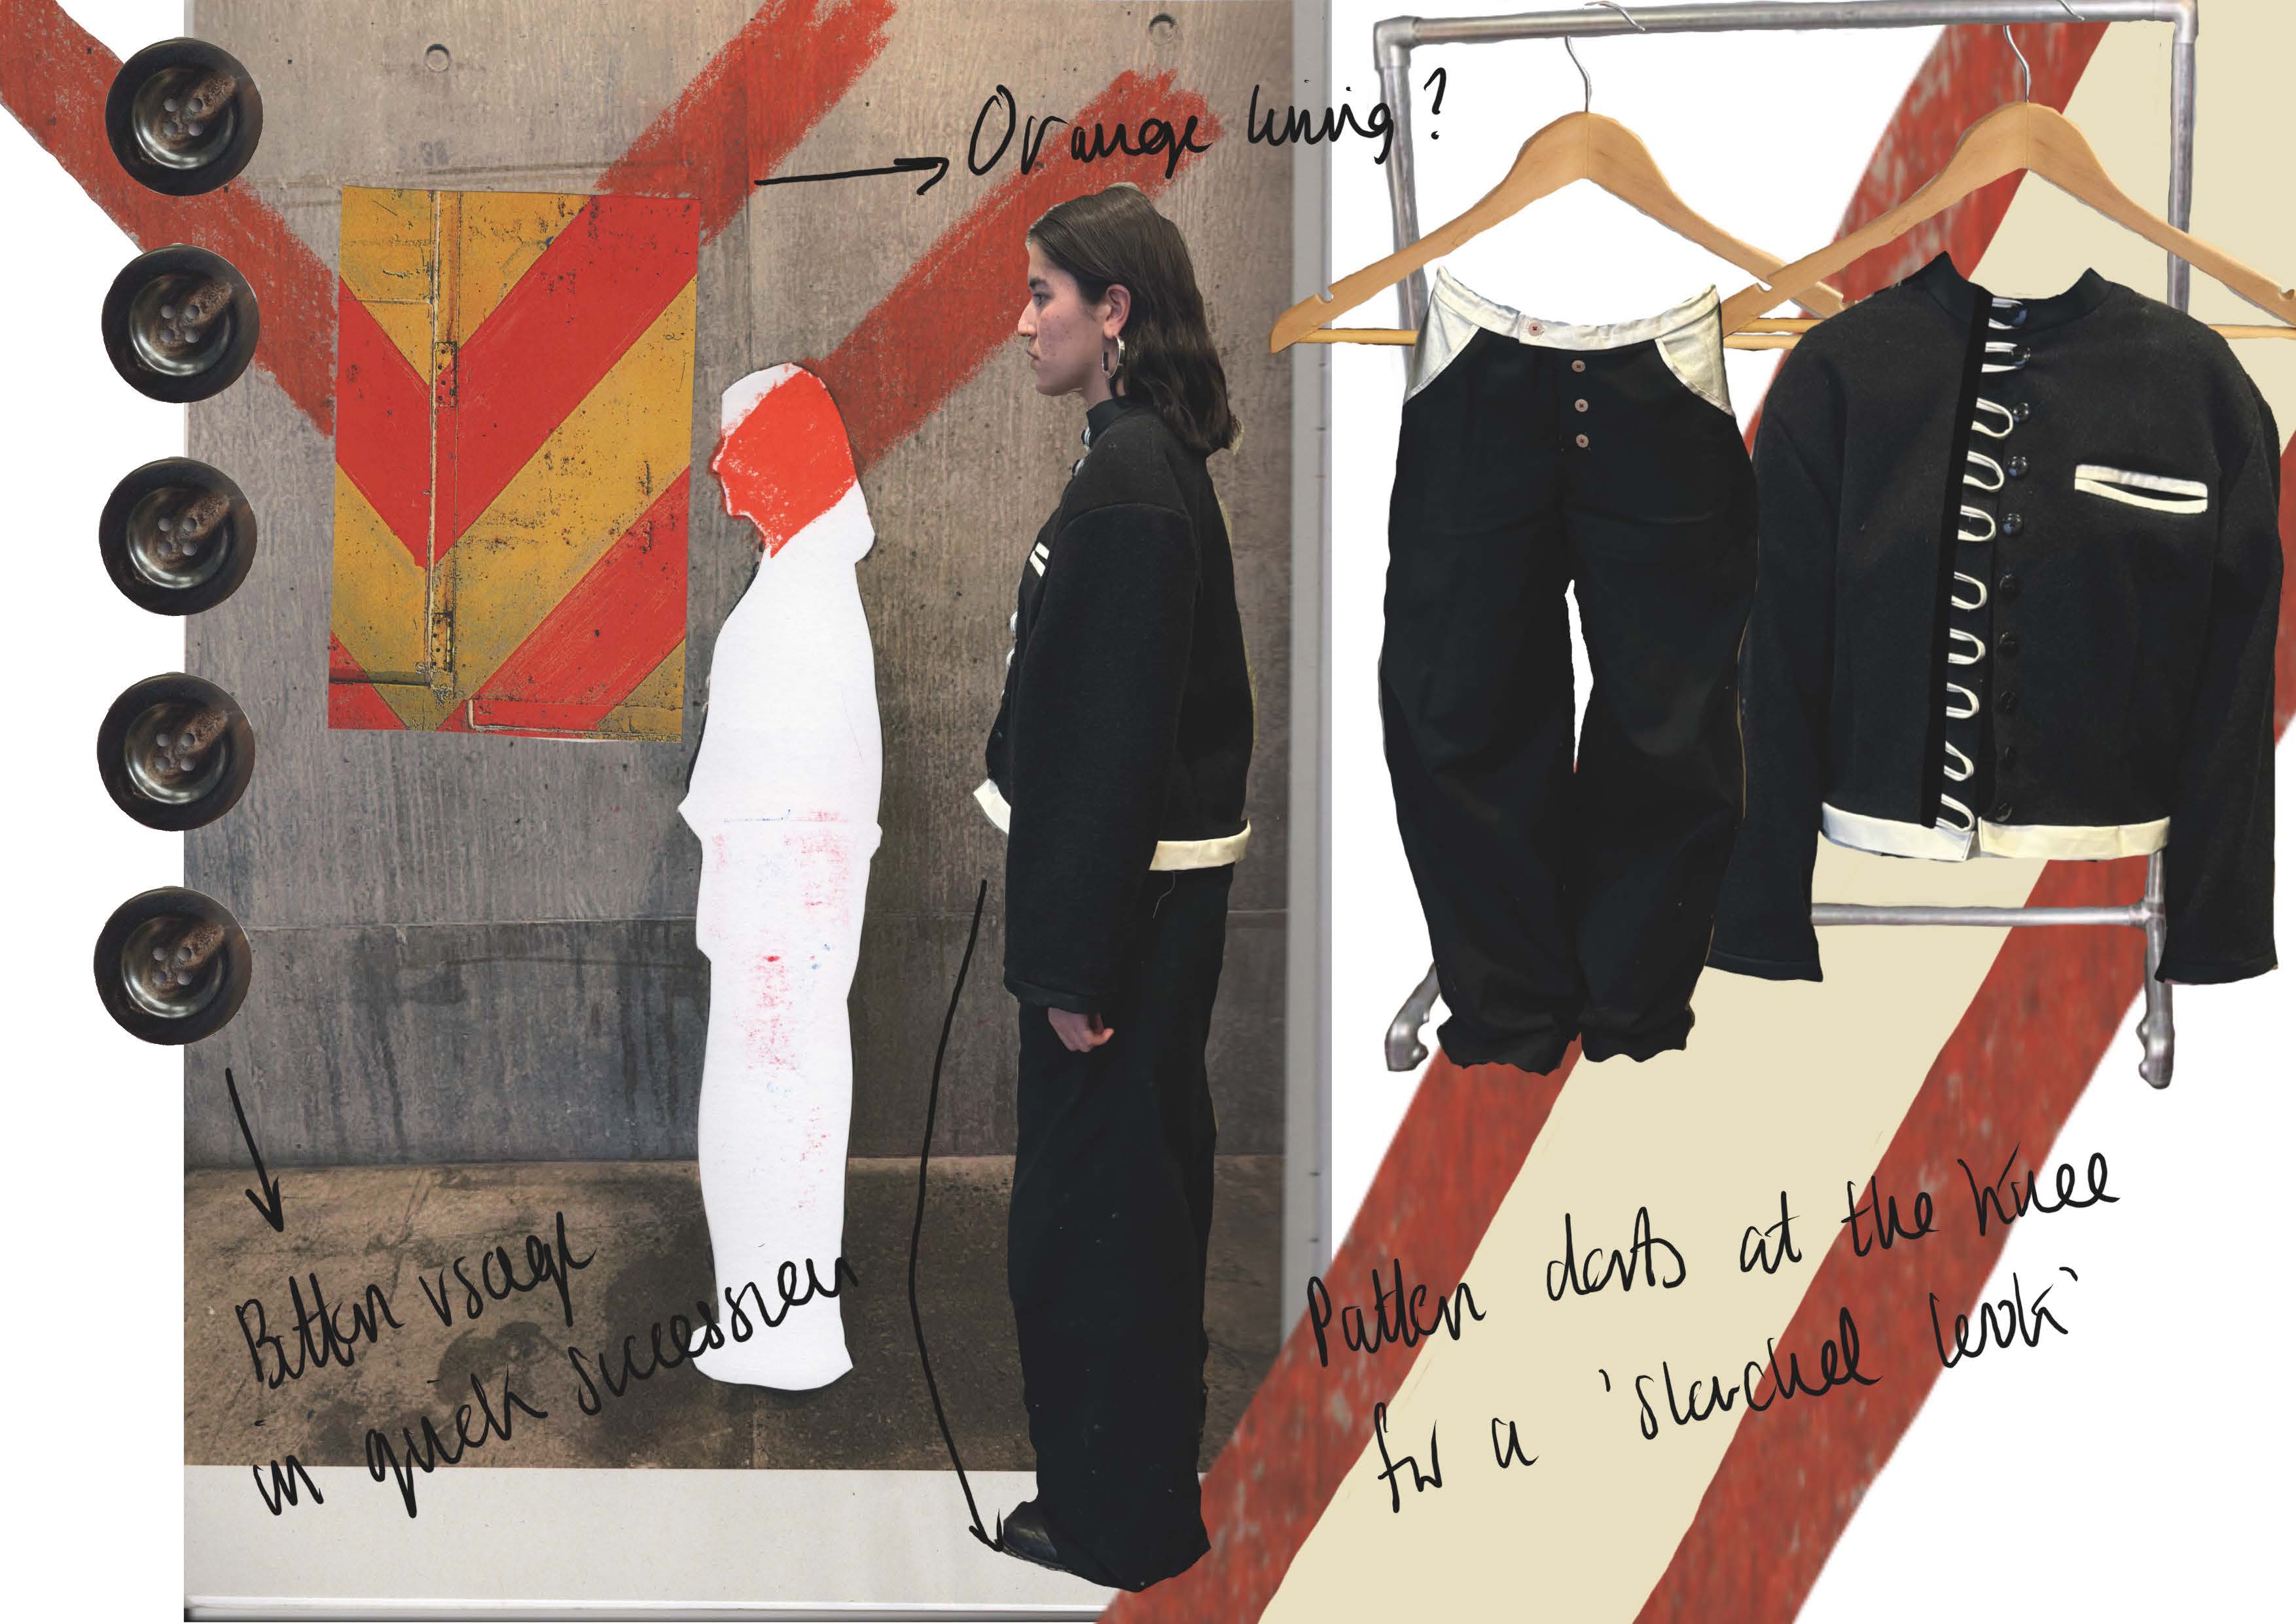 Orange lining?
Button usage
in quick succession
Pattern darts at the knee
for a 'slouched look'